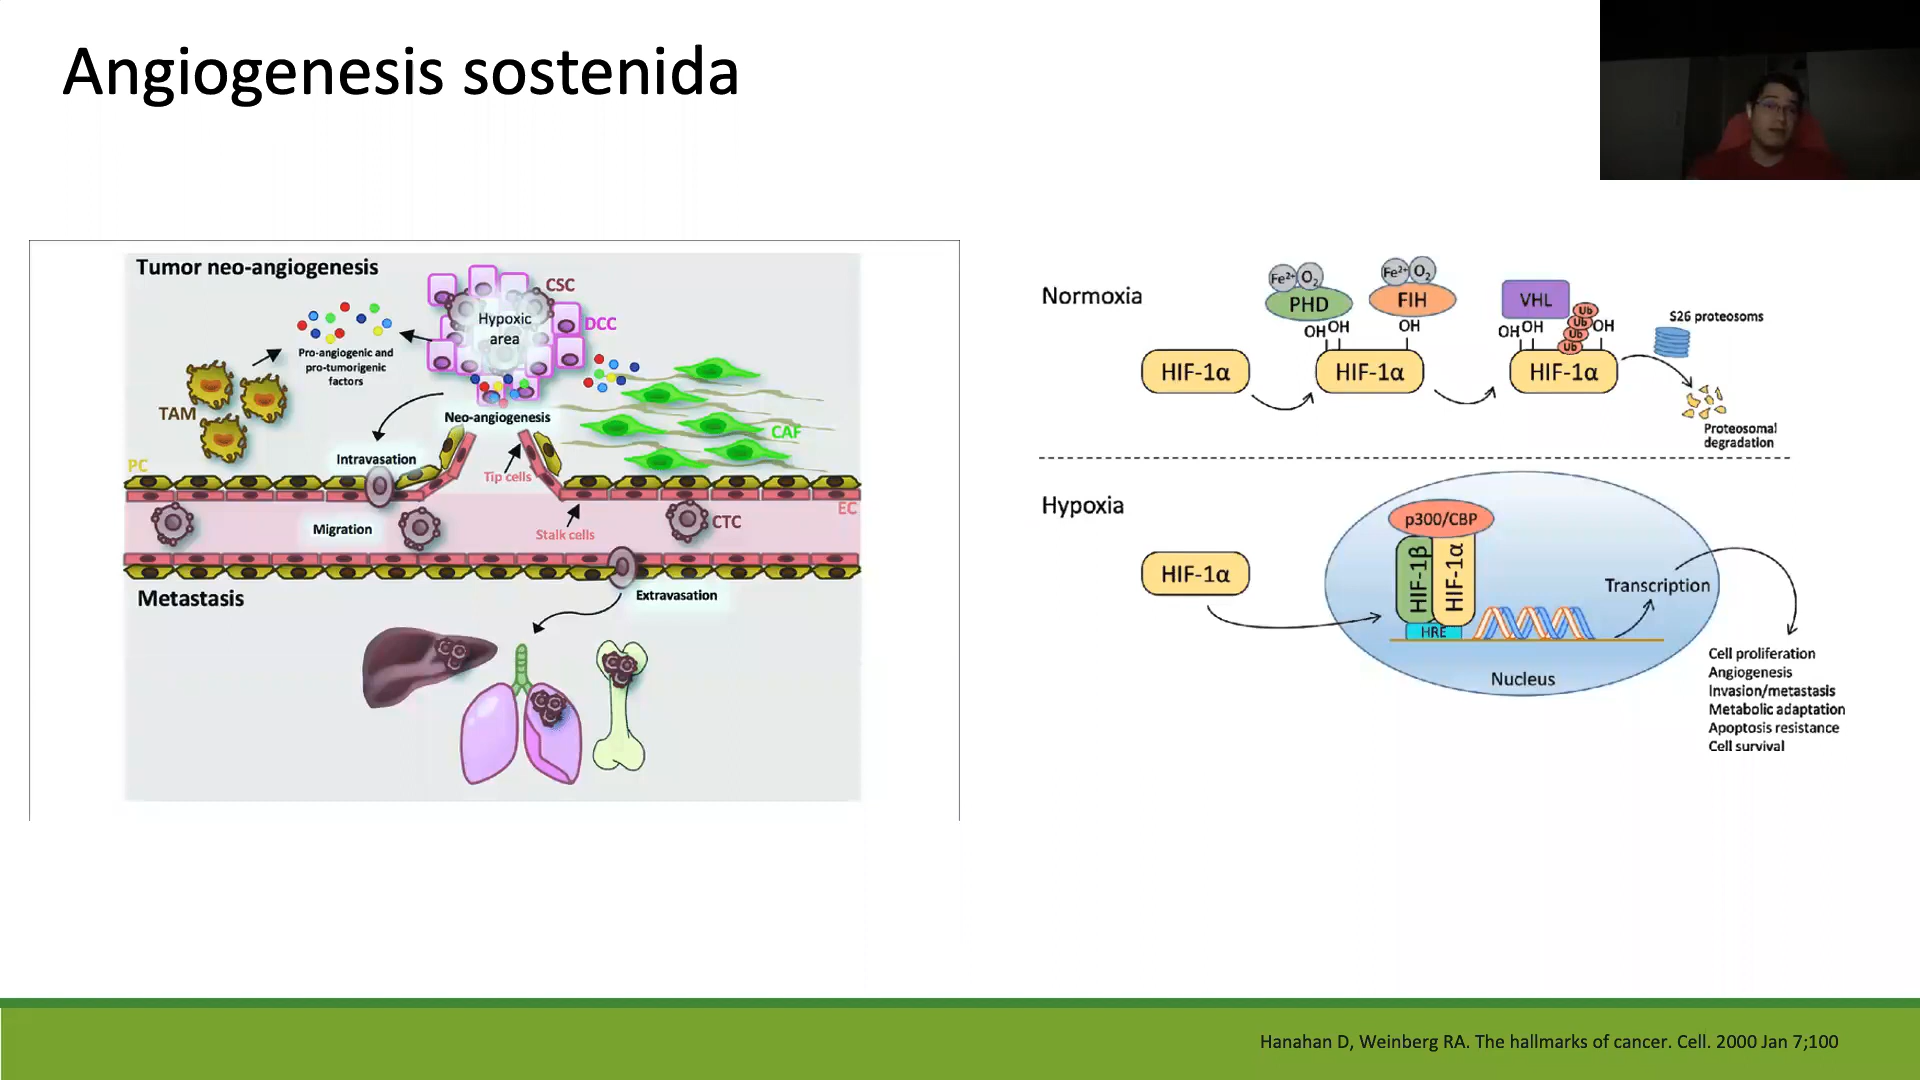 Angiogenesis sostenida
Tumor neo-angiogenesis
CSC
Hypoxic
area
DCC
Pro-angiogenic and
pro-tumorigenic
factors
TAM
Neo-angiogenesis
CAF
PC
Intravasation
Tip cells
EC
Migration
Stalk cells
CTC
Metastasis
Extravasation
Normoxia
Fe²⁺ O₂
PHD
Fe²⁺ O₂
FIH
VHL
Ub
Ub
Ub
Ub
OH OH
OH
OH OH
OH
S26 proteosoms
HIF-1α
HIF-1α
HIF-1α
Proteosomal
degradation
Hypoxia
p300/CBP
HIF-1β
HIF-1α
HIF-1α
HRE
Transcription
Nucleus
Cell proliferation
Angiogenesis
Invasion/metastasis
Metabolic adaptation
Apoptosis resistance
Cell survival
Hanahan D, Weinberg RA. The hallmarks of cancer. Cell. 2000 Jan 7;100